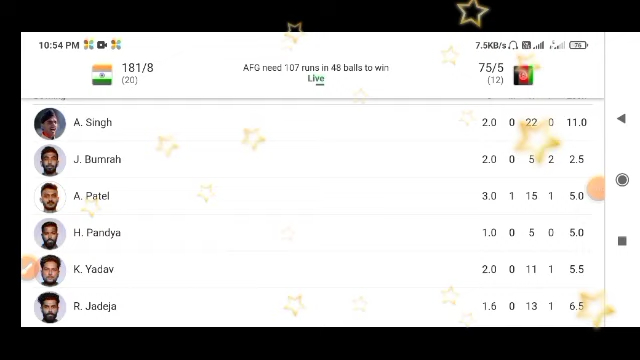 10:54 PM 7.5KB/s 76
181/8 AFG need 107 runs in 48 balls to win 75/5
(20) Live (12)
A. Singh 2.0 0 22 0 11.0
J. Bumrah 2.0 0 5 2 2.5
A. Patel 3.0 1 15 1 5.0
H. Pandya 1.0 0 5 0 5.0
K. Yadav 2.0 0 11 1 5.5
R. Jadeja 1.6 0 13 1 6.5